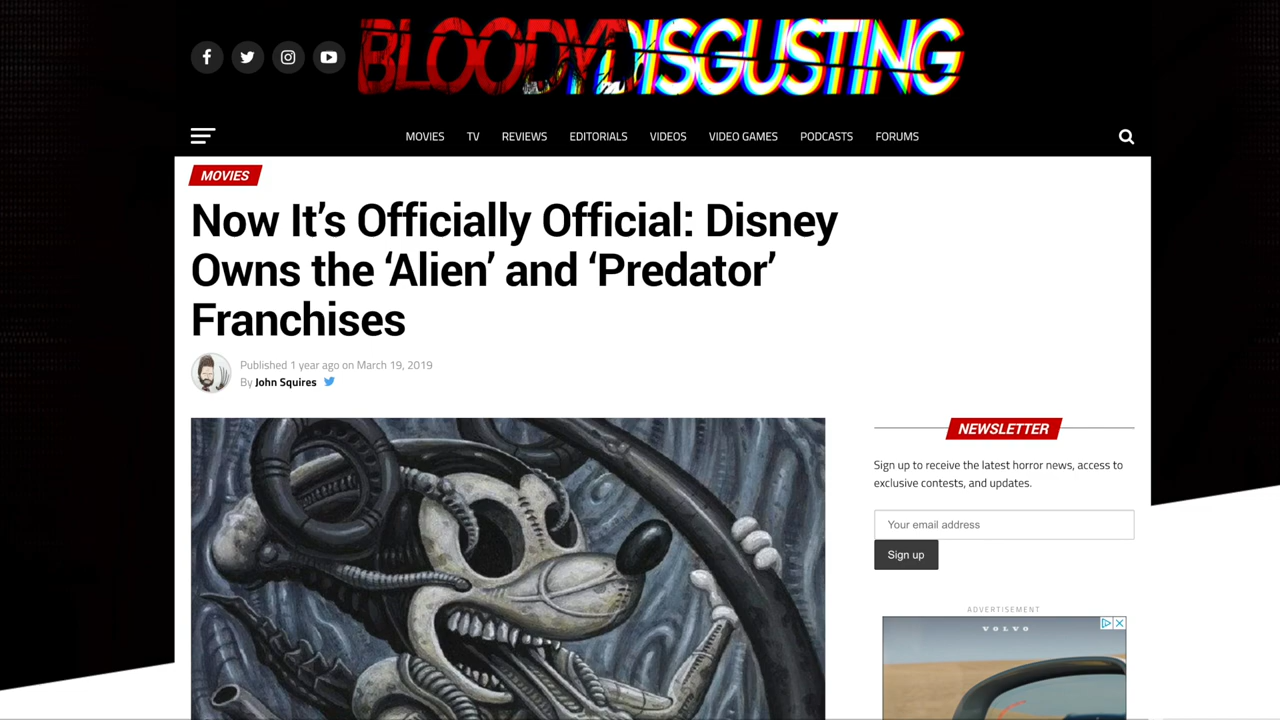 BLOODYDISGUSTING
MOVIES TV REVIEWS EDITORIALS VIDEOS VIDEO GAMES PODCASTS FORUMS
MOVIES
Now It’s Officially Official: Disney
Owns the ‘Alien’ and ‘Predator’
Franchises
Published 1 year ago on March 19, 2019
By John Squires
NEWSLETTER
Sign up to receive the latest horror news, access to
exclusive contests, and updates.
Your email address
Sign up
ADVERTISEMENT
VOLVO